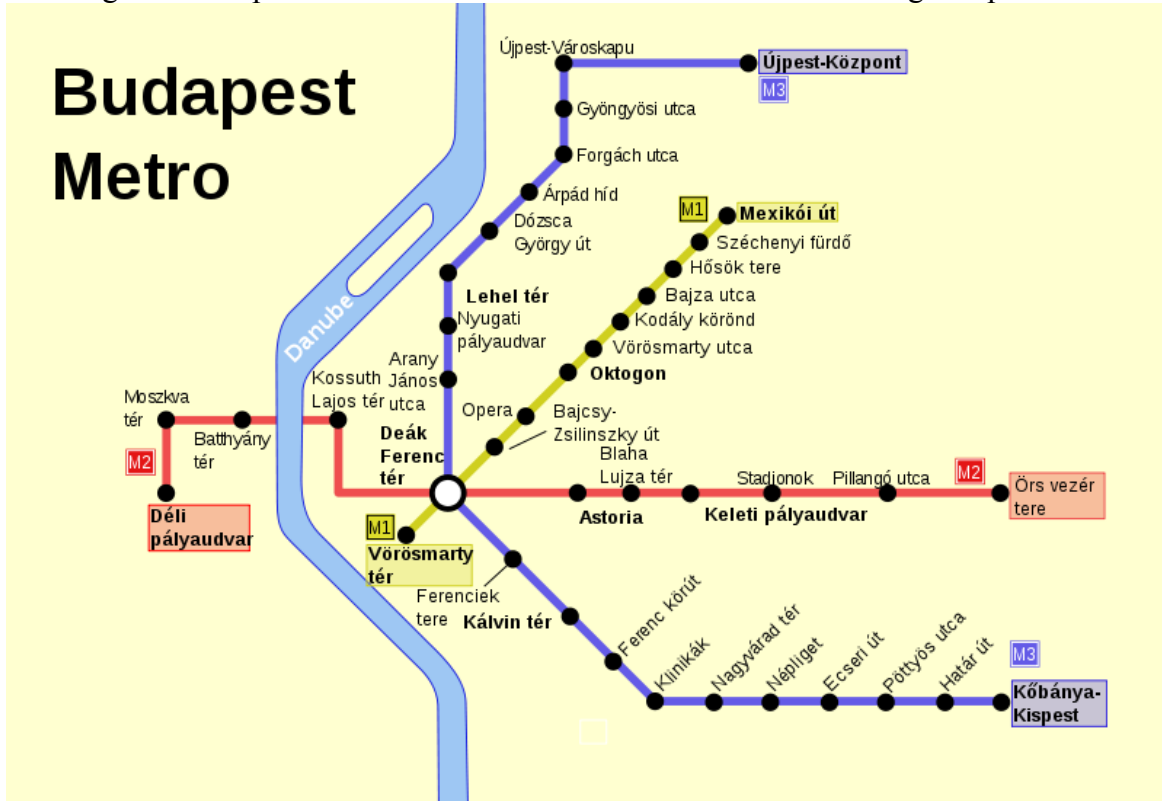 Budapest
Metro
Újpest-Városkapu
Újpest-Központ
M3
Gyöngyösi utca
Forgách utca
Árpád híd
Dózsca
György út
M1
Mexikói út
Széchenyi fürdő
Hősök tere
Bajza utca
Kodály körönd
Vörösmarty utca
Oktogon
Lehel tér
Nyugati
pályaudvar
Danube
Arany
János
utca
Kossuth
Lajos tér
Moszkva
tér
Batthyány
tér
M2
Déli
pályaudvar
Deák
Ferenc
tér
Opera
Bajcsy-
Zsilinszky út
Blaha
Lujza tér
Astoria
Stadionok
Keleti pályaudvar
Pillangó utca
M2
Örs vezér
tere
M1
Vörösmarty
tér
Ferenciek
tere
Kálvin tér
Ferenc körút
Klinikák
Nagyvárad tér
Népliget
Ecseri út
Pöttyös utca
Határ út
M3
Kőbánya-
Kispest